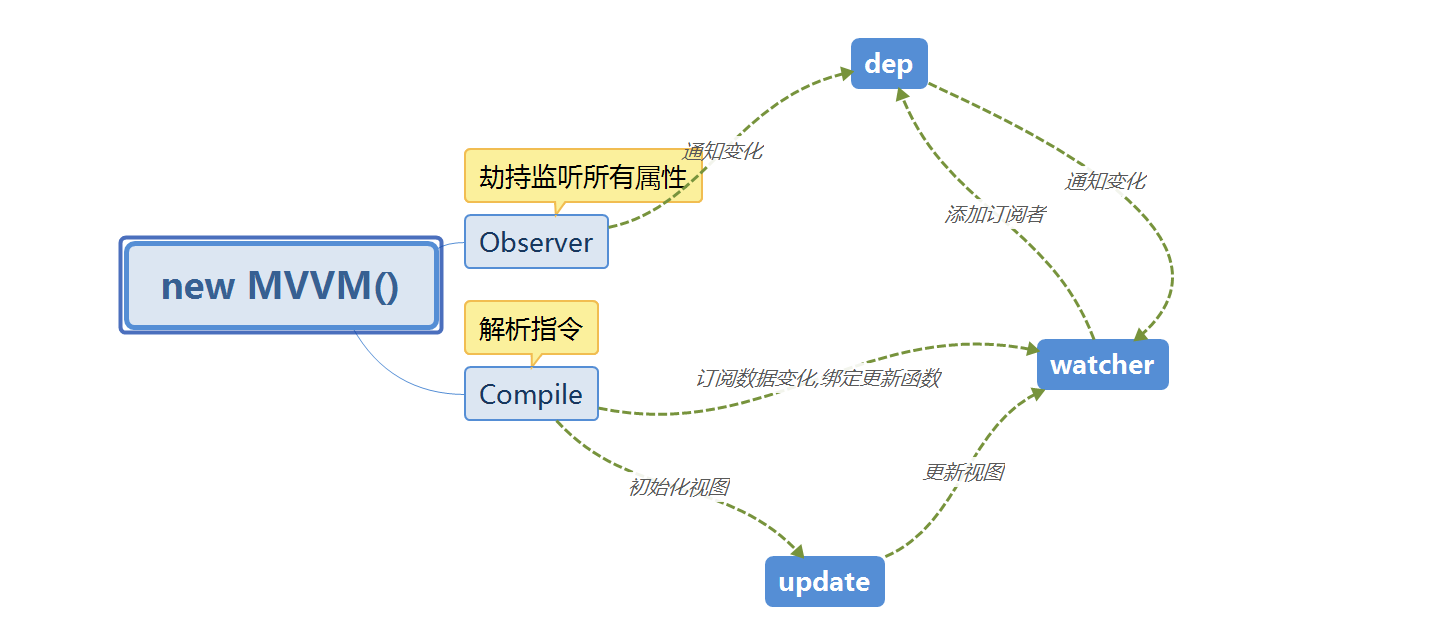 dep
通知变化
劫持监听所有属性
通知变化
添加订阅者
Observer
new MVVM()
解析指令
watcher
订阅数据变化,绑定更新函数
Compile
更新视图
初始化视图
update